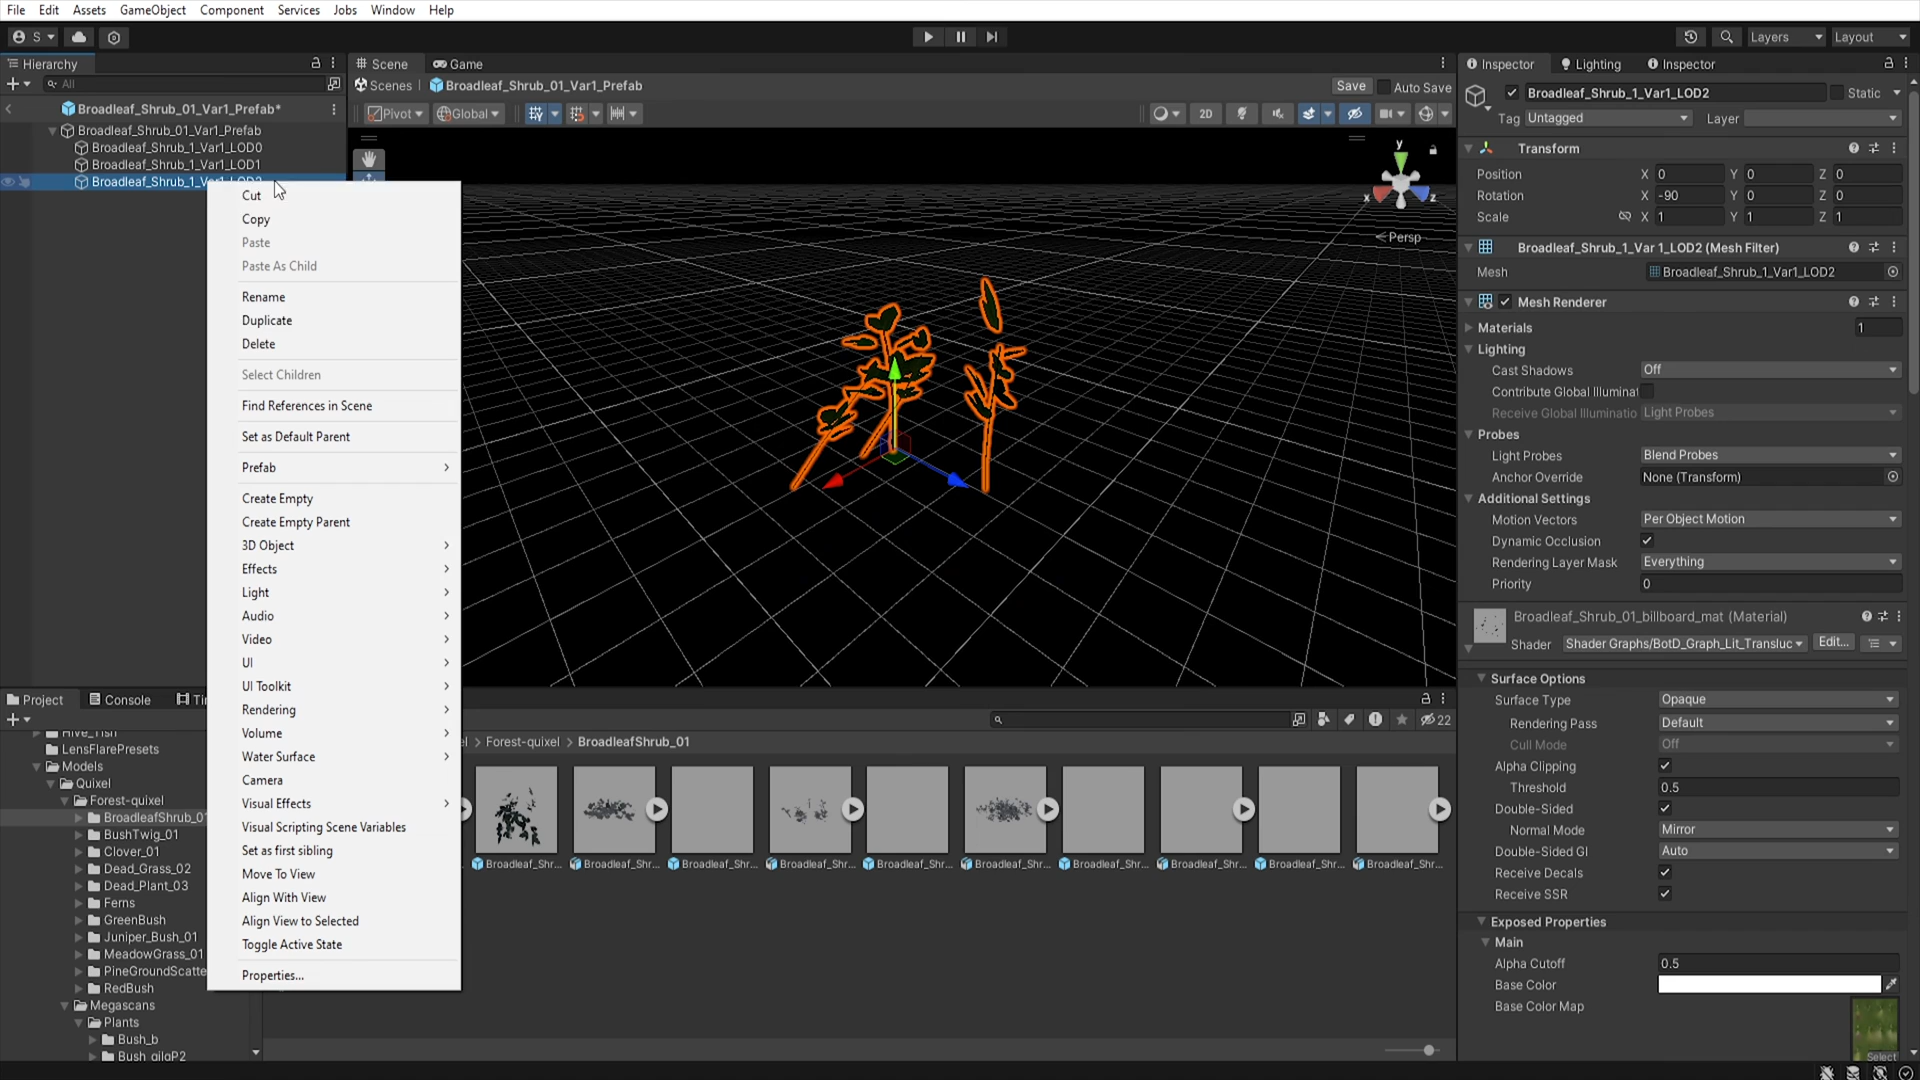 File Edit Assets GameObject Component Services Jobs Window Help
S Layers Layout
Hierarchy
All
Broadleaf_Shrub_01_Var1_Prefab*
Broadleaf_Shrub_01_Var1_Prefab
Broadleaf_Shrub_1_Var1_LOD0
Broadleaf_Shrub_1_Var1_LOD1
Broadleaf_Shrub_1_Var1_LOD2
Cut
Copy
Paste
Paste As Child
Rename
Duplicate
Delete
Select Children
Find References in Scene
Set as Default Parent
Prefab
Create Empty
Create Empty Parent
3D Object
Effects
Light
Audio
Video
UI
UI Toolkit
Rendering
Volume
Water Surface
Camera
Visual Effects
Visual Scripting Scene Variables
Set as first sibling
Move To View
Align With View
Align View to Selected
Toggle Active State
Properties...
Scene Game
Scenes Broadleaf_Shrub_01_Var1_Prefab Save Auto Save
Pivot Global 2D
y
x z
Persp
Project Console
22
Forest-quixel > BroadleafShrub_01
LensFlarePresets
Models
Quixel
Forest-quixel
BroadleafShrub_01
BushTwig_01
Clover_01
Dead_Grass_02
Dead_Plant_03
Ferns
GreenBush
Juniper_Bush_01
MeadowGrass_01
PineGroundScatte
RedBush
Megascans
Plants
Bush_b
Broadleaf_Shr... Broadleaf_Shr... Broadleaf_Shr... Broadleaf_Shr... Broadleaf_Shr... Broadleaf_Shr... Broadleaf_Shr... Broadleaf_Shr... Broadleaf_Shr... Broadleaf_Shr...
Inspector Lighting Inspector
Broadleaf_Shrub_1_Var1_LOD2 Static
Tag Untagged Layer
Transform
Position X 0 Y 0 Z 0
Rotation X -90 Y 0 Z 0
Scale X 1 Y 1 Z 1
Broadleaf_Shrub_1_Var 1_LOD2 (Mesh Filter)
Mesh Broadleaf_Shrub_1_Var1_LOD2
Mesh Renderer
Materials 1
Lighting
Cast Shadows Off
Contribute Global Illuminat
Receive Global Illuminatio Light Probes
Probes
Light Probes Blend Probes
Anchor Override None (Transform)
Additional Settings
Motion Vectors Per Object Motion
Dynamic Occlusion
Rendering Layer Mask Everything
Priority 0
Broadleaf_Shrub_01_billboard_mat (Material)
Shader Shader Graphs/BotD_Graph_Lit_Transluc Edit...
Surface Options
Surface Type Opaque
Rendering Pass Default
Cull Mode Off
Alpha Clipping
Threshold 0.5
Double-Sided
Normal Mode Mirror
Double-Sided GI Auto
Receive Decals
Receive SSR
Exposed Properties
Main
Alpha Cutoff 0.5
Base Color
Base Color Map
Select